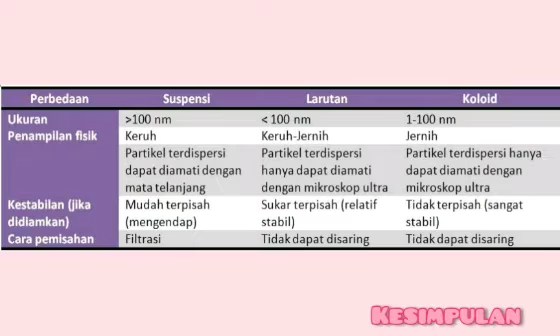 Perbedaan Suspensi Larutan Koloid
Ukuran >100 nm < 100 nm 1-100 nm
Penampilan fisik Keruh Keruh-Jernih Jernih
Partikel terdispersi Partikel terdispersi Partikel terdispersi hanya
dapat diamati dengan hanya dapat diamati dapat diamati dengan
mata telanjang dengan mikroskop ultra mikroskop ultra
Kestabilan (jika Mudah terpisah Sukar terpisah (relatif Tidak terpisah (sangat
didiamkan) (mengendap) stabil) stabil)
Cara pemisahan Filtrasi Tidak dapat disaring Tidak dapat disaring
KESIMPULAN